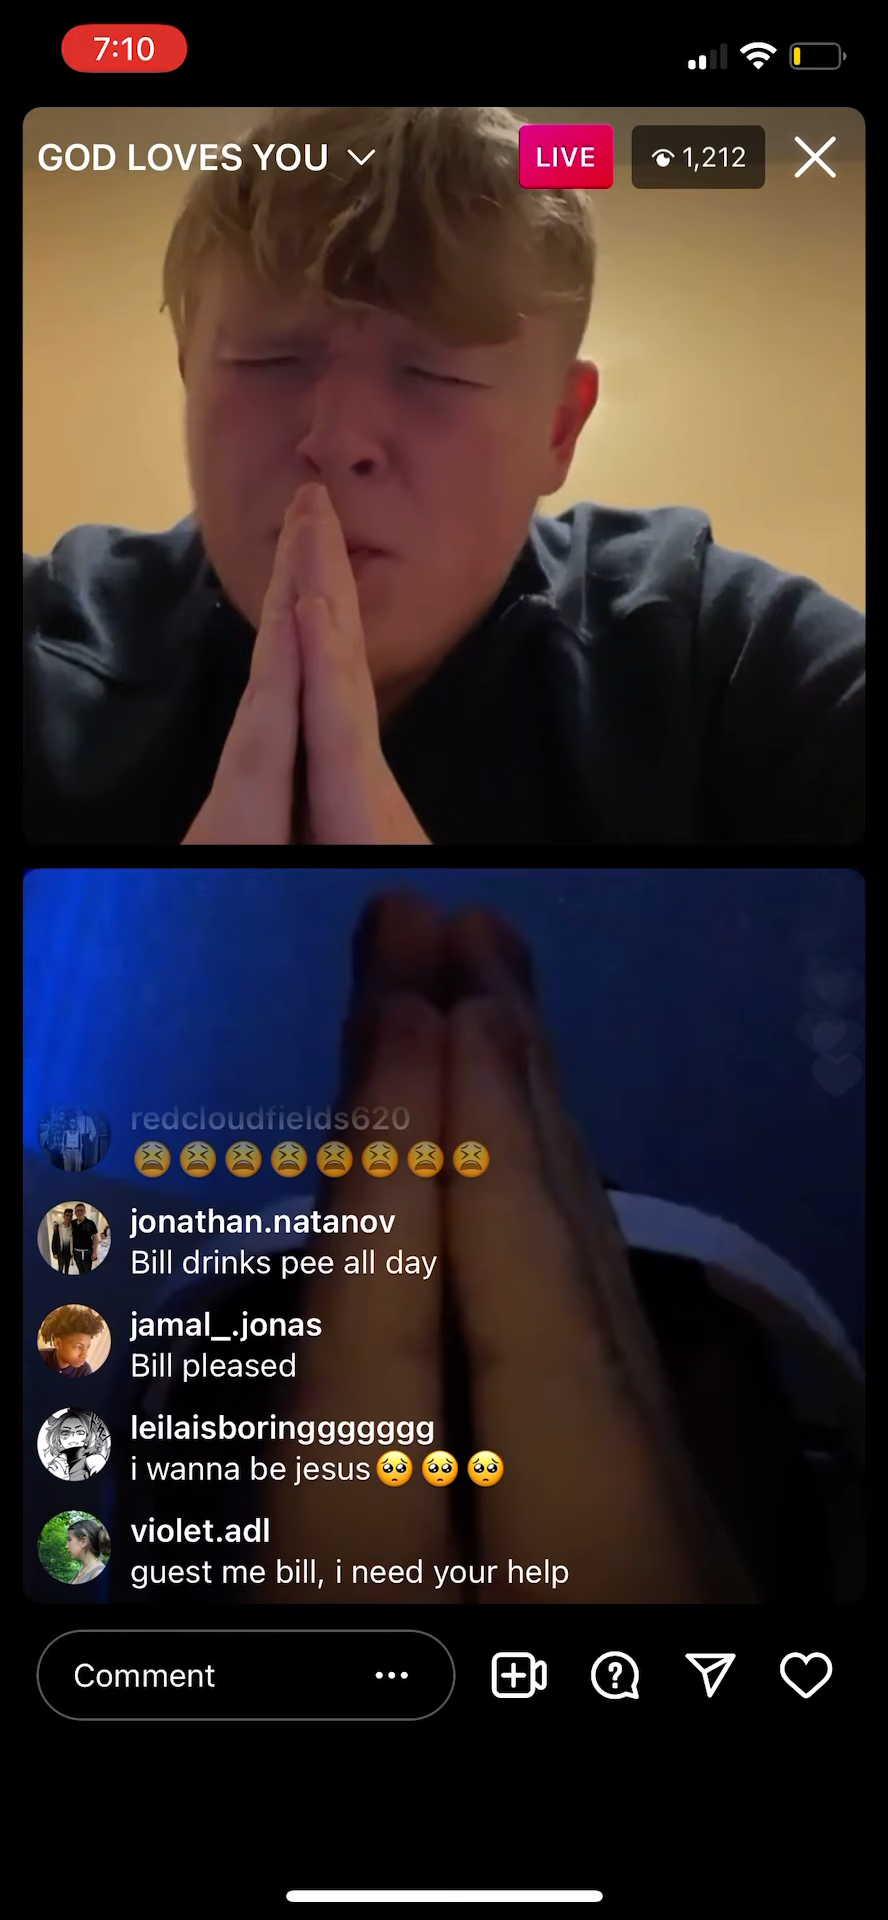 7:10
GOD LOVES YOU
LIVE
1,212
redcloudfields620
😫😫😫😫😫😫😫😫
jonathan.natanov
Bill drinks pee all day
jamal_.jonas
Bill pleased
leilaisboringggggggg
i wanna be jesus🥺🥺🥺
violet.adl
guest me bill, i need your help
Comment